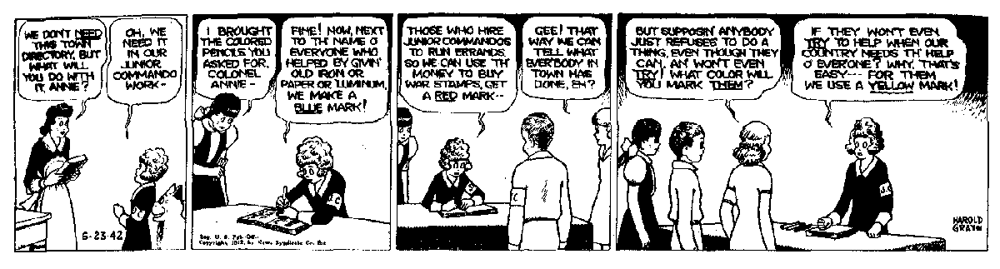 WE DON'T NEED
THIS TOWN
DIRECTORY, BUT
WHAT WILL
YOU DO WITH
IT, ANNIE?
OH, WE
NEED IT
IN OUR
JUNIOR
COMMANDO
WORK-
6-23-42
I BROUGHT
THE COLORED
PENCILS YOU
ASKED FOR,
COLONEL
ANNIE-
FINE! NOW, NEXT
TO TH' NAME O'
EVERYONE WHO
HELPED BY GIVIN'
OLD IRON OR
PAPER OR 'LUMINUM,
WE MAKE A
BLUE MARK!
J.C.
Reg. U. S. Pat. Off.
Copyright, 1942, by News Syndicate Co. Inc.
THOSE WHO HIRE
JUNIOR COMMANDOS
TO RUN ERRANDS,
SO WE CAN USE TH'
MONEY TO BUY
WAR STAMPS, GET
A RED MARK--
GEE! THAT
WAY WE CAN
TELL WHAT
EVER'BODY IN
TOWN HAS
DONE, EH?
J.C.
C.
BUT SUPPOSIN' ANYBODY
JUST REFUSES TO DO A
THING, EVEN THOUGH THEY
CAN, AN' WON'T EVEN
TRY! WHAT COLOR WILL
YOU MARK THEM?
IF THEY WON'T EVEN
TRY TO HELP WHEN OUR
COUNTRY NEEDS TH' HELP
O' EVER'ONE? WHY, THAT'S
EASY--- FOR THEM
WE USE A YELLOW MARK!
J.C.
HAROLD
GRAY